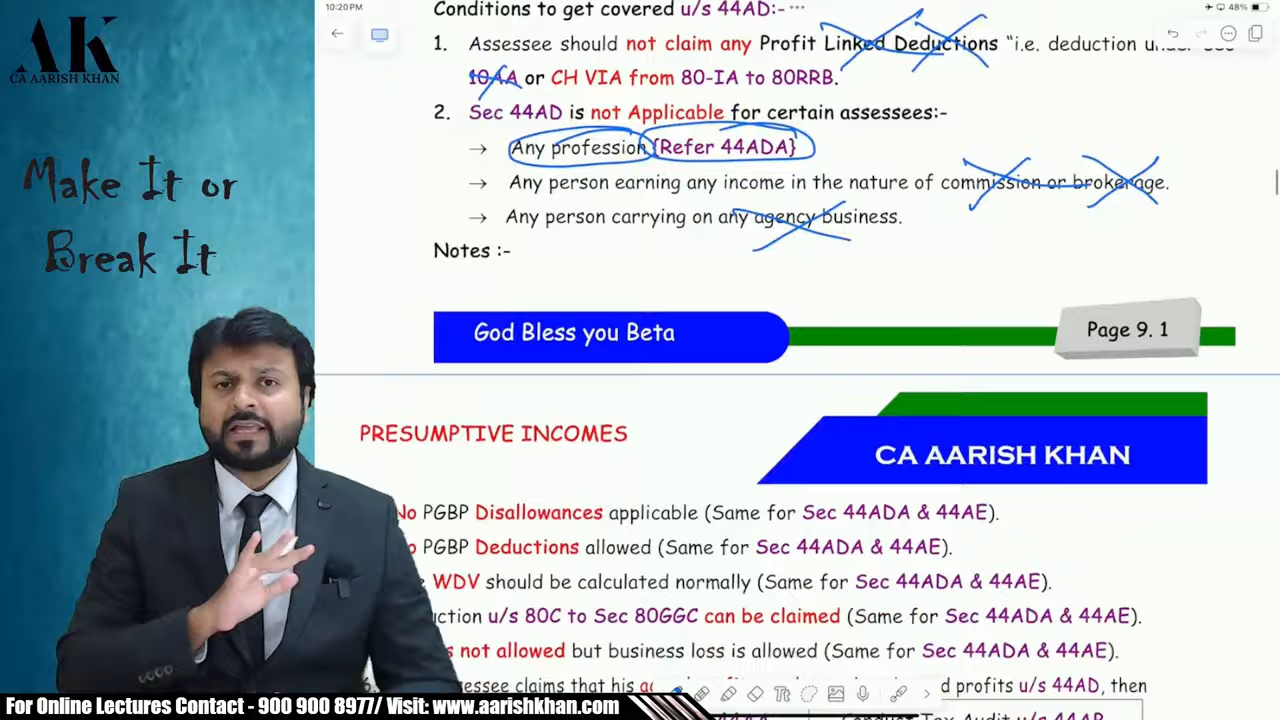 10:20 PM
48%
AK
CA AARISH KHAN
Make It or
Break It
Conditions to get covered u/s 44AD:-
1. Assessee should not claim any Profit Linked Deductions "i.e. deduction
10AA or CH VIA from 80-IA to 80RRB.
2. Sec 44AD is not Applicable for certain assessees:-
→ Any profession {Refer 44ADA}
→ Any person earning any income in the nature of commission or brokerage.
→ Any person carrying on any agency business.
Notes :-
God Bless you Beta
Page 9. 1
PRESUMPTIVE INCOMES
CA AARISH KHAN
No PGBP Disallowances applicable (Same for Sec 44ADA & 44AE).
PGBP Deductions allowed (Same for Sec 44ADA & 44AE).
WDV should be calculated normally (Same for Sec 44ADA & 44AE).
u/s 80C to Sec 80GGC can be claimed (Same for Sec 44ADA & 44AE).
not allowed but business loss is allowed (Same for Sec 44ADA & 44AE).
claims that his profits u/s 44AD, then
Conduct Tax Audit u/s 44AB
For Online Lectures Contact - 900 900 8977/ Visit: www.aarishkhan.com